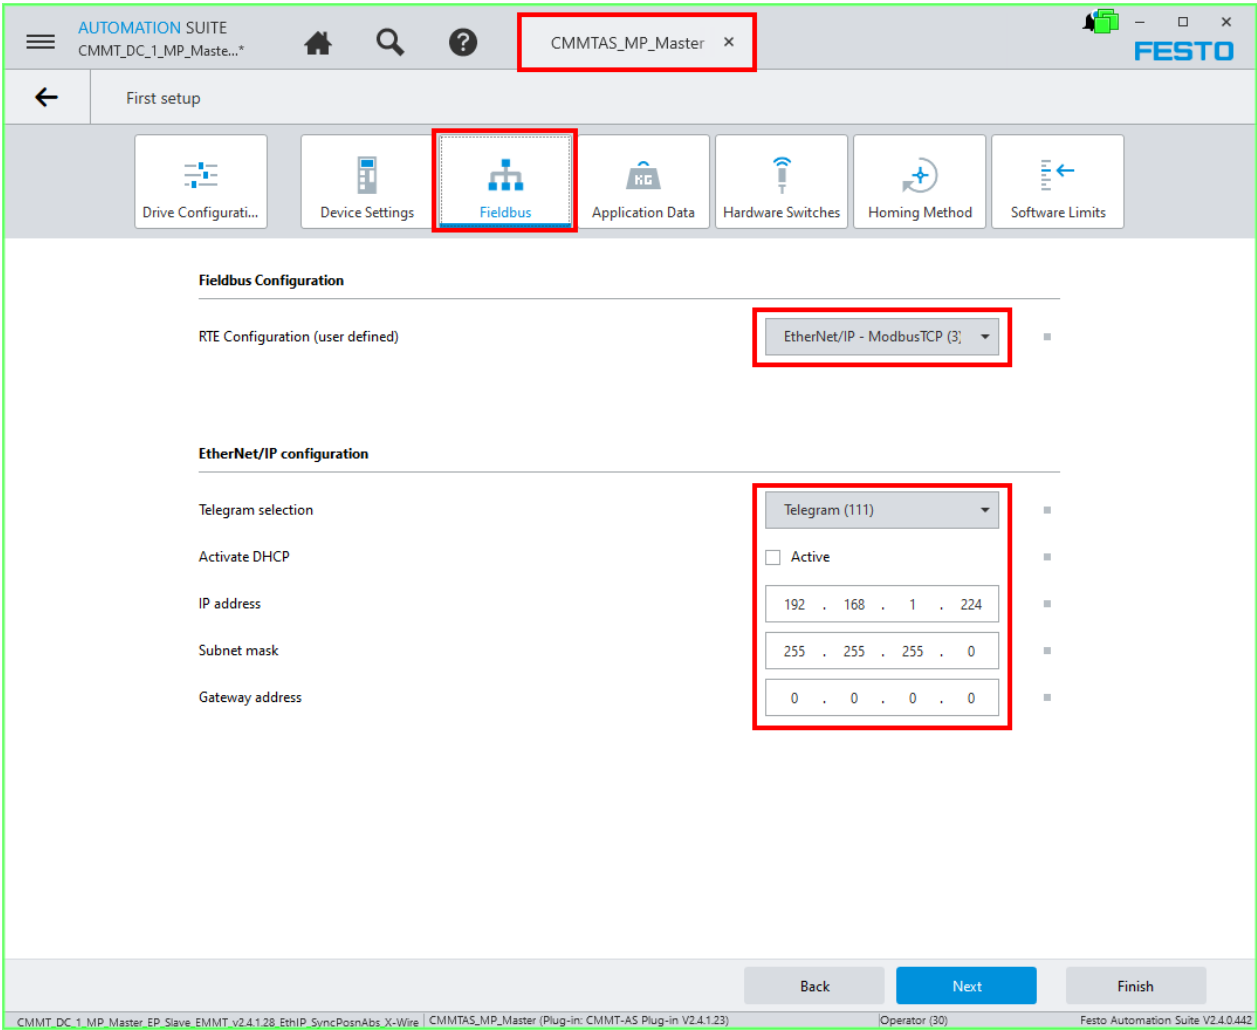 AUTOMATION SUITE
CMMT_DC_1_MP_Maste...*
CMMTAS_MP_Master
FESTO
First setup
Drive Configurati...
Device Settings
Fieldbus
KG
Application Data
Hardware Switches
Homing Method
Software Limits
Fieldbus Configuration
RTE Configuration (user defined)
EtherNet/IP - ModbusTCP (3)
EtherNet/IP configuration
Telegram selection
Telegram (111)
Activate DHCP
Active
IP address
192 . 168 . 1 . 224
Subnet mask
255 . 255 . 255 . 0
Gateway address
0 . 0 . 0 . 0
Back
Next
Finish
CMMT_DC_1_MP_Master_EP_Slave_EMMT_v2.4.1.28_EthIP_SyncPosnAbs_X-Wire
CMMTAS_MP_Master (Plug-in: CMMT-AS Plug-in V2.4.1.23)
Operator (30)
Festo Automation Suite V2.4.0.442